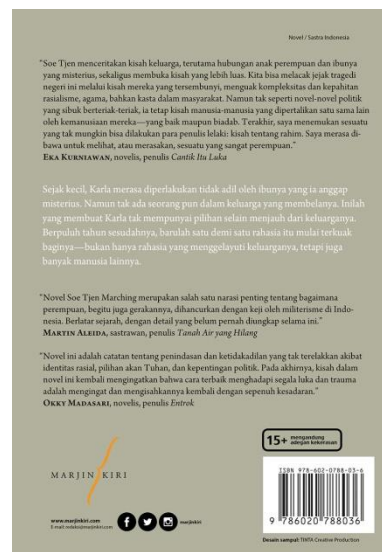 Novel / Sastra Indonesia
"Soe Tjen menceritakan kisah keluarga, terutama hubungan anak perempuan dan ibunya
yang misterius, sekaligus membuka kisah yang lebih luas. Kita bisa melacak jejak tragedi
negeri ini melalui kisah mereka yang tersembunyi, menguak kompleksitas dan kepahitan
rasialisme, agama, bahkan kasta dalam masyarakat. Namun tak seperti novel-novel politik
yang sibuk berteriak-teriak, ia tetap kisah manusia-manusia yang dipertalikan satu sama lain
oleh kemanusiaan mereka—yang baik maupun biadab. Terakhir, saya menemukan sesuatu
yang tak mungkin bisa dilakukan para penulis lelaki: kisah tentang rahim. Saya merasa di-
bawa untuk melihat, atau merasakan, sesuatu yang sangat perempuan."
EKA KURNIAWAN, novelis, penulis Cantik Itu Luka
Sejak kecil, Karla merasa diperlakukan tidak adil oleh ibunya yang ia anggap
misterius. Namun tak ada seorang pun dalam keluarga yang membelanya. Inilah
yang membuat Karla tak mempunyai pilihan selain menjauh dari keluarganya.
Berpuluh tahun sesudahnya, barulah satu demi satu rahasia itu mulai terkuak
baginya—bukan hanya rahasia yang menggelayuti keluarganya, tetapi juga
banyak manusia lainnya.
"Novel Soe Tjen Marching merupakan salah satu narasi penting tentang bagaimana
perempuan, begitu juga gerakannya, dihancurkan dengan keji oleh militerisme di Indo-
nesia. Berlatar sejarah, dengan detail yang belum pernah diungkap selama ini."
MARTIN ALEIDA, sastrawan, penulis Tanah Air yang Hilang
"Novel ini adalah catatan tentang penindasan dan ketidakadilan yang tak terelakkan akibat
identitas rasial, pilihan akan Tuhan, dan kepentingan politik. Pada akhirnya, kisah dalam
novel ini kembali mengingatkan bahwa cara terbaik menghadapi segala luka dan trauma
adalah mengingat dan mengisahkannya kembali dengan sepenuh kesadaran."
OKKY MADASARI, novelis, penulis Entrok
15+ mengandung
adegan kekerasan
MARJIN KIRI
ISBN 978-602-0788-03-6
9 786020 788036
www.marjinkiri.com
E-mail: redaksi@marjinkiri.com
marjinkiri
Desain sampul: TINTA Creative Production